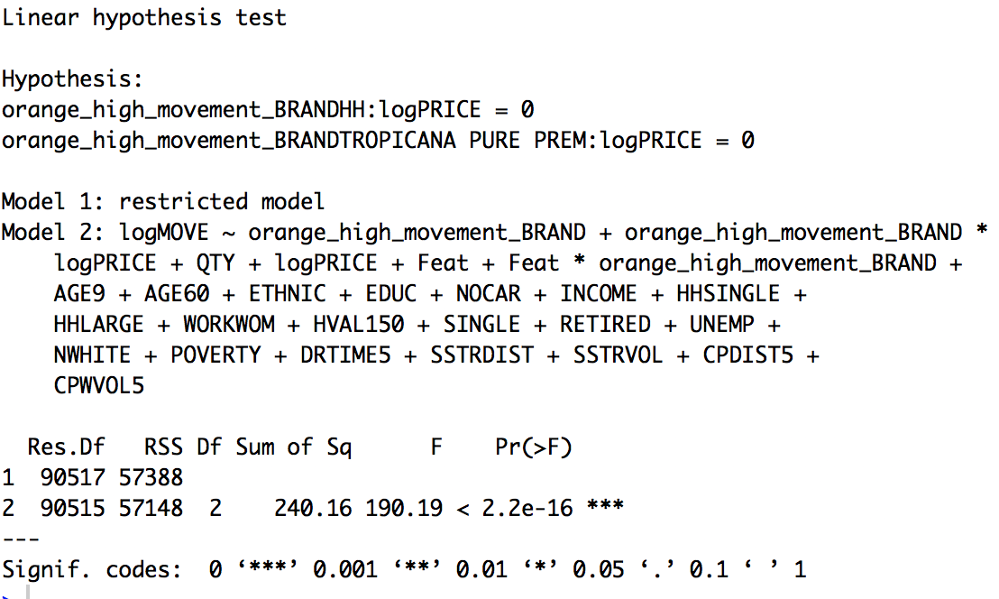 Linear hypothesis test
Hypothesis:
orange_high_movement_BRANDHH:logPRICE = 0
orange_high_movement_BRANDTROPICANA PURE PREM:logPRICE = 0
Model 1: restricted model
Model 2: logMOVE ~ orange_high_movement_BRAND + orange_high_movement_BRAND *
    logPRICE + QTY + logPRICE + Feat + Feat * orange_high_movement_BRAND +
    AGE9 + AGE60 + ETHNIC + EDUC + NOCAR + INCOME + HHSINGLE +
    HHLARGE + WORKWOM + HVAL150 + SINGLE + RETIRED + UNEMP +
    NWHITE + POVERTY + DRTIME5 + SSTRDIST + SSTRVOL + CPDIST5 +
    CPWVOL5
  Res.Df   RSS Df Sum of Sq      F    Pr(>F)
1  90517 57388
2  90515 57148  2    240.16 190.19 < 2.2e-16 ***
---
Signif. codes:  0 ‘***’ 0.001 ‘**’ 0.01 ‘*’ 0.05 ‘.’ 0.1 ‘ ’ 1
>